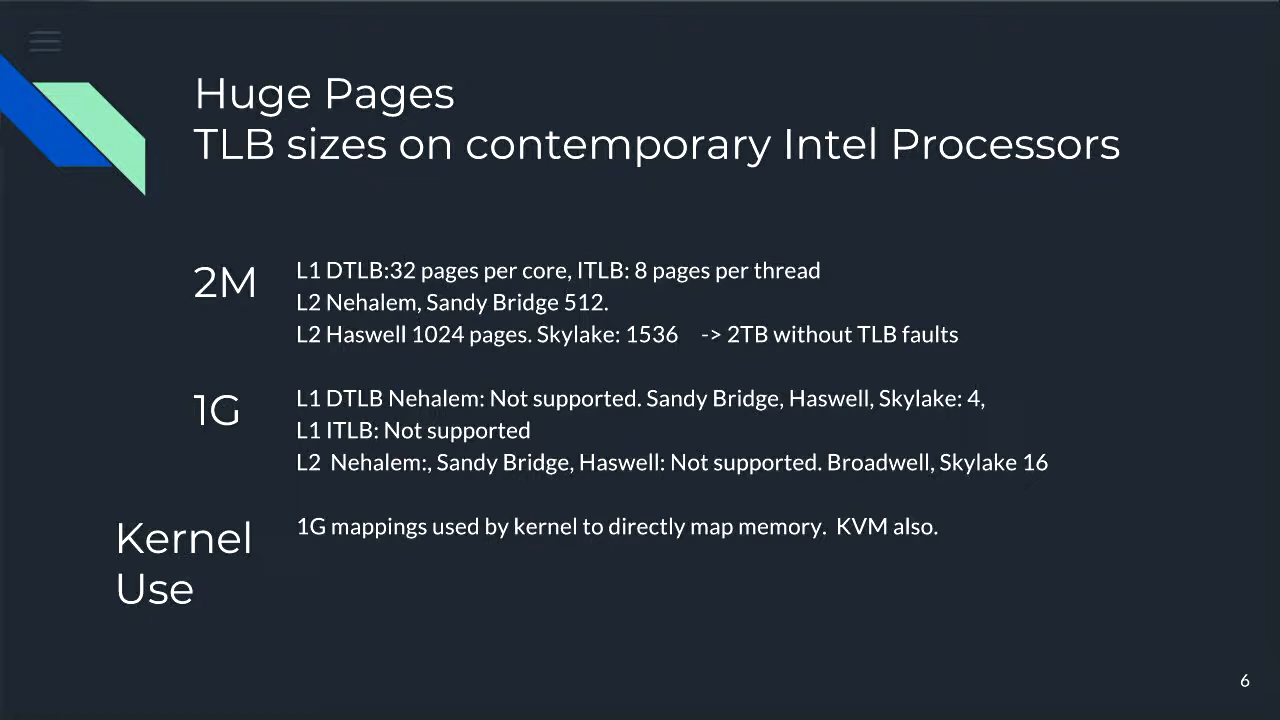 Huge Pages
TLB sizes on contemporary Intel Processors
2M
L1 DTLB:32 pages per core, ITLB: 8 pages per thread
L2 Nehalem, Sandy Bridge 512.
L2 Haswell 1024 pages. Skylake: 1536 -> 2TB without TLB faults
1G
L1 DTLB Nehalem: Not supported. Sandy Bridge, Haswell, Skylake: 4,
L1 ITLB: Not supported
L2 Nehalem:, Sandy Bridge, Haswell: Not supported. Broadwell, Skylake 16
Kernel
Use
1G mappings used by kernel to directly map memory. KVM also.
6